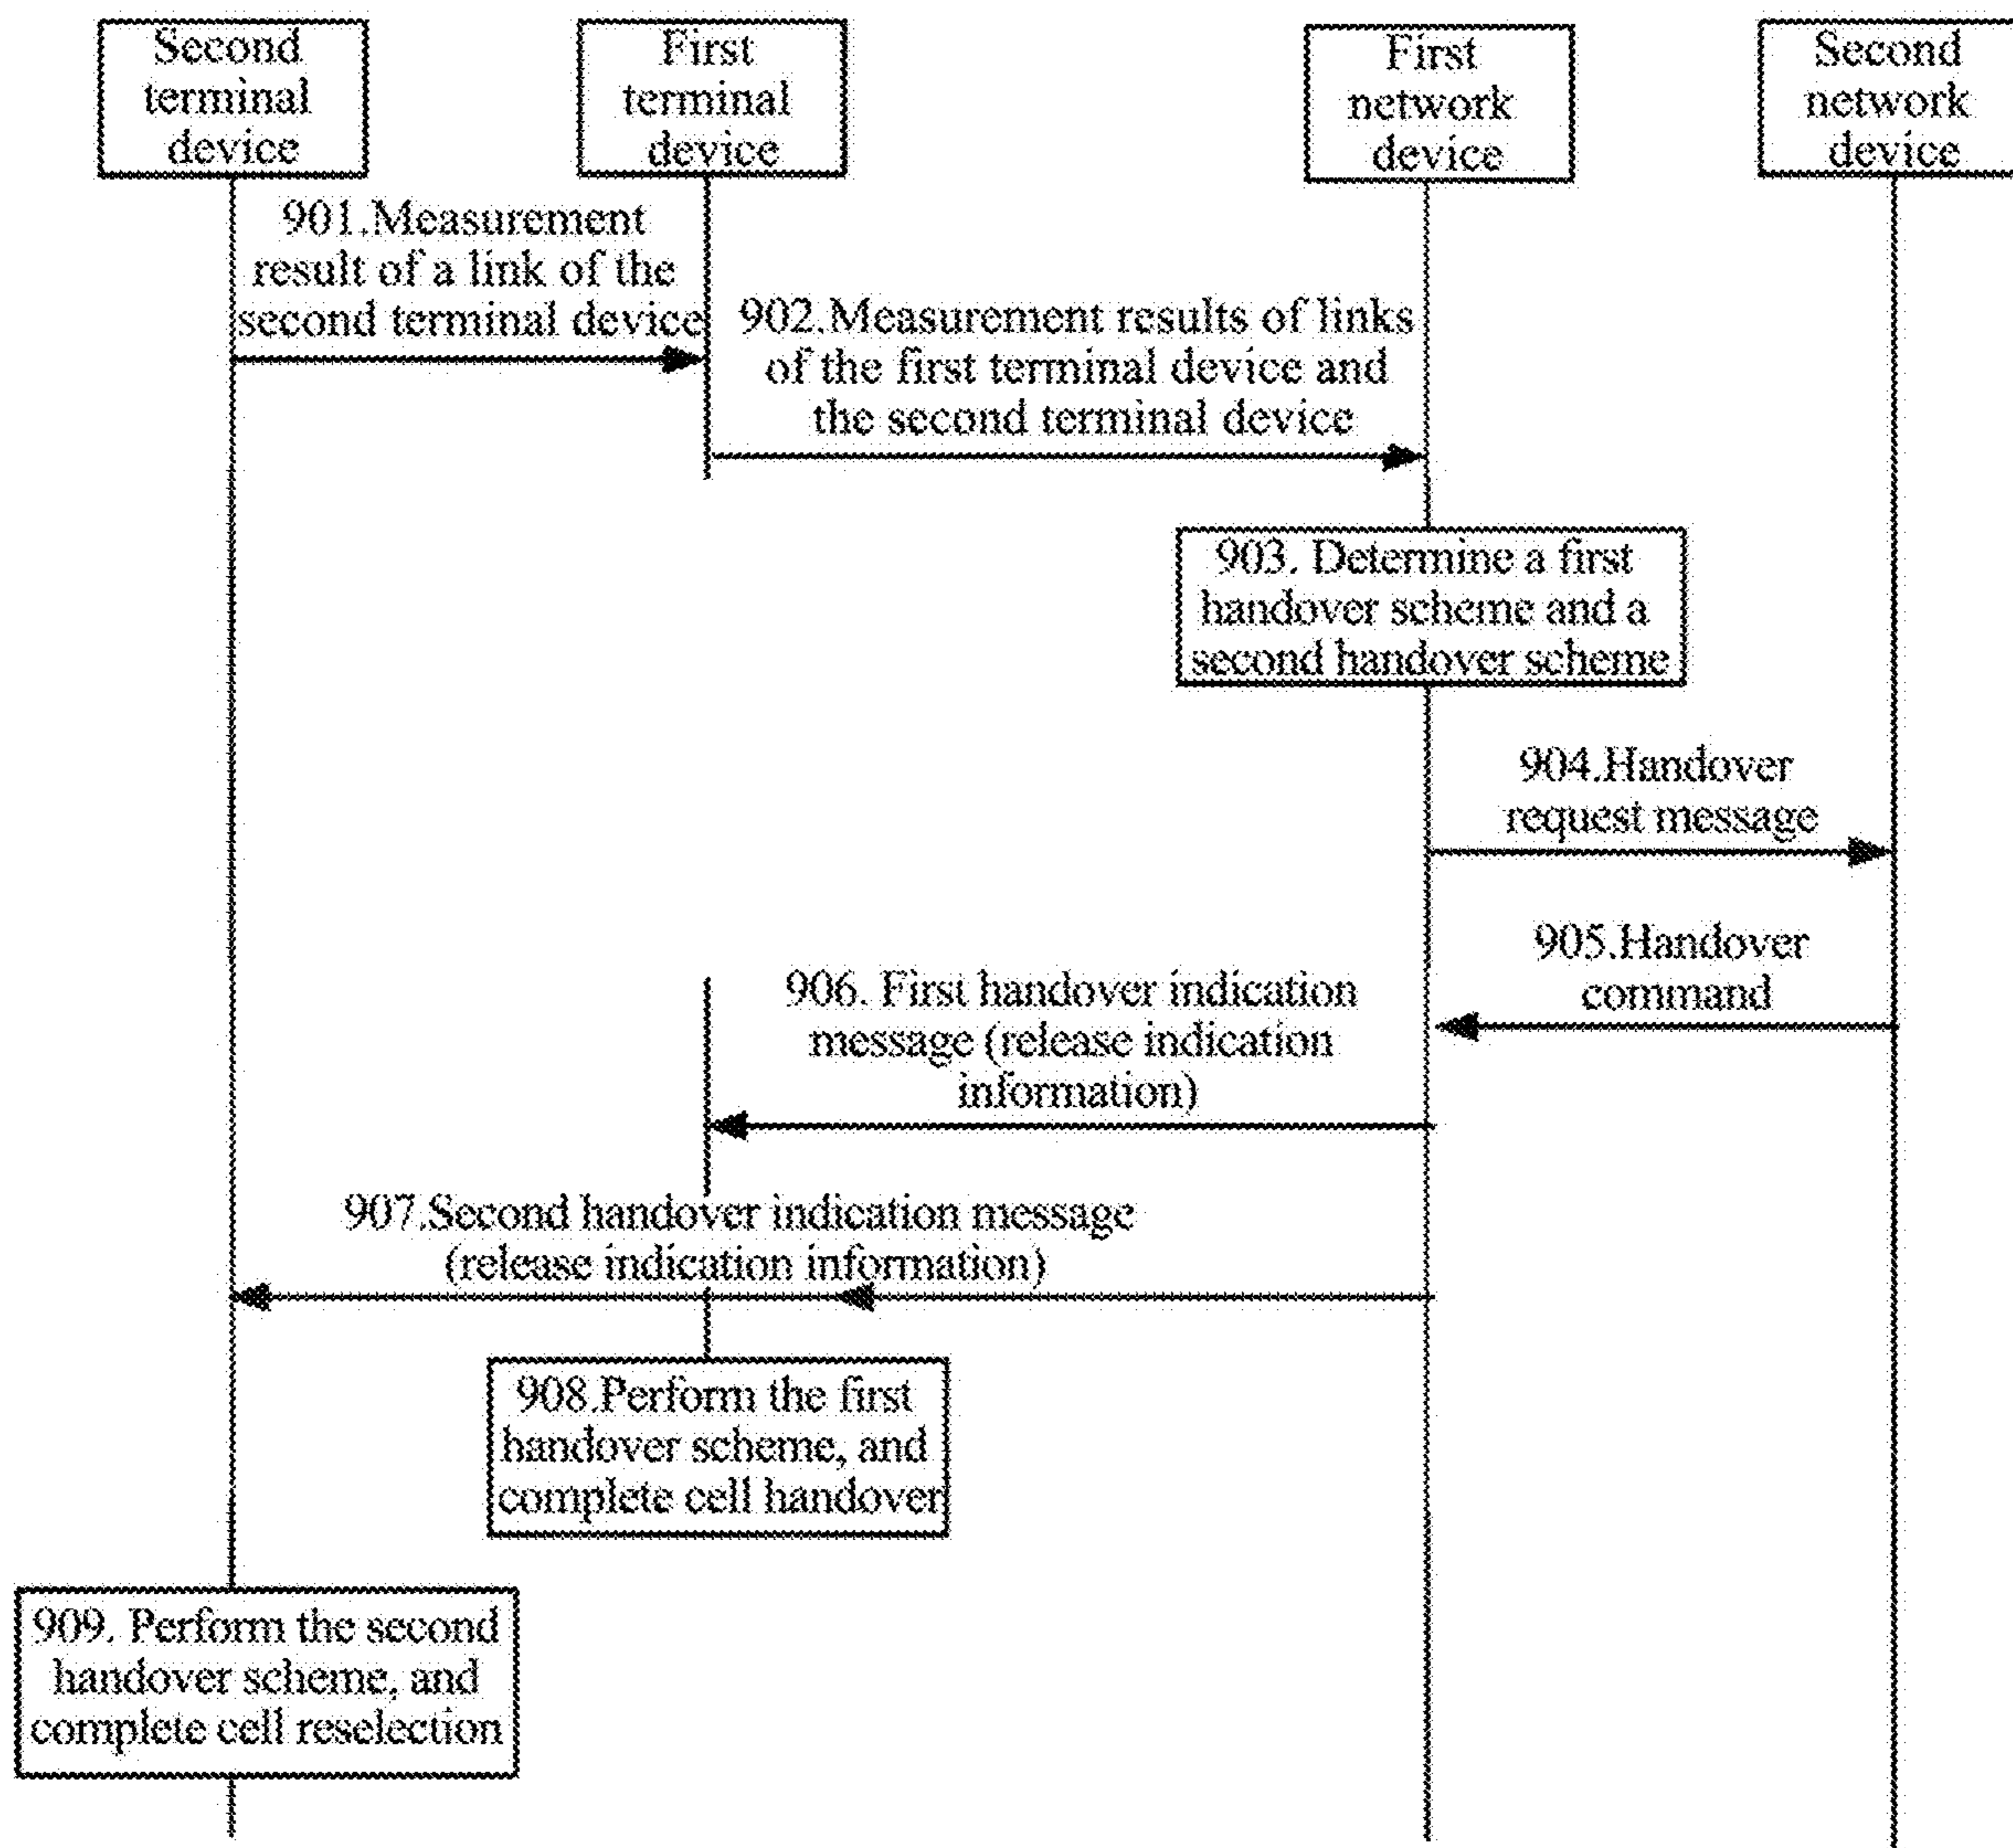 Second
terminal
device
First
terminal
device
First
network
device
Second
network
device
901.Measurement
result of a link of the
second terminal device
902.Measurement results of links
of the first terminal device and
the second terminal device
903. Determine a first
handover scheme and a
second handover scheme
904.Handover
request message
905.Handover
command
906. First handover indication
message (release indication
information)
907.Second handover indication message
(release indication information)
908.Perform the first
handover scheme, and
complete cell handover
909. Perform the second
handover scheme, and
complete cell reselection